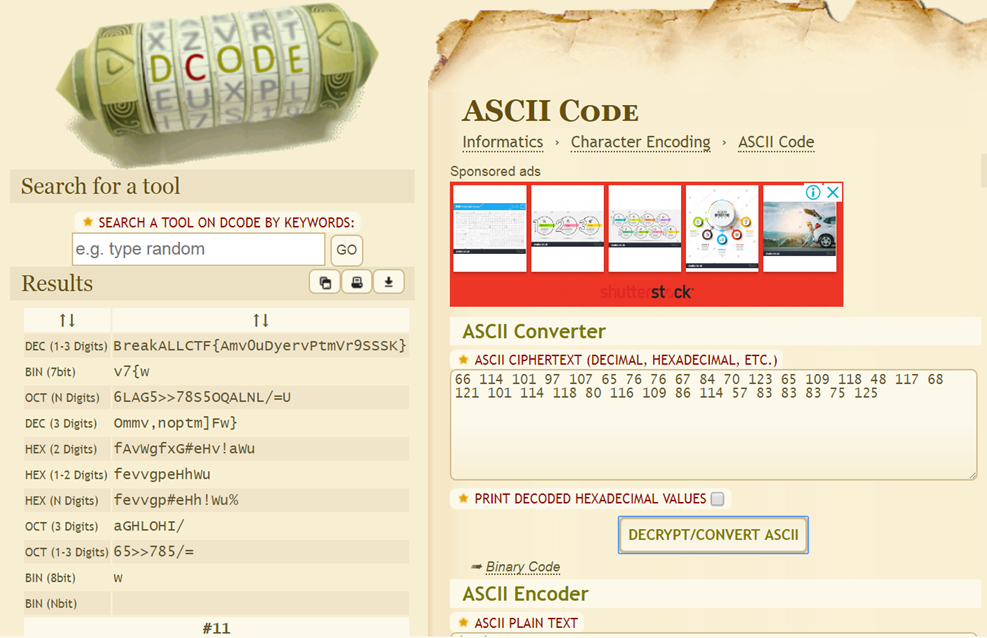 X Z V R T
D C O D E
E U X P L
I 7 S 1 9
Search for a tool
SEARCH A TOOL ON DCODE BY KEYWORDS:
e.g. type random
GO
Results
DEC (1-3 Digits) BreakALLCTF{Amv0uDyervPtmVr9SSSK}
BIN (7bit) v7{w
OCT (N Digits) 6LAG5>>78S5OQALNL/=U
DEC (3 Digits) Ommv,noptm]Fw}
HEX (2 Digits) fAvWgfxG#eHv!aWu
HEX (1-2 Digits) fevvgpeHhWu
HEX (N Digits) fevvgp#eHh!Wu%
OCT (3 Digits) aGHLOHI/
OCT (1-3 Digits) 65>>785/=
BIN (8bit) w
BIN (Nbit)
#11
ASCII CODE
Informatics › Character Encoding › ASCII Code
Sponsored ads
shutterstock
ASCII Converter
ASCII CIPHERTEXT (DECIMAL, HEXADECIMAL, ETC.)
66 114 101 97 107 65 76 76 67 84 70 123 65 109 118 48 117 68
121 101 114 118 80 116 109 86 114 57 83 83 83 75 125
PRINT DECODED HEXADECIMAL VALUES
DECRYPT/CONVERT ASCII
Binary Code
ASCII Encoder
ASCII PLAIN TEXT